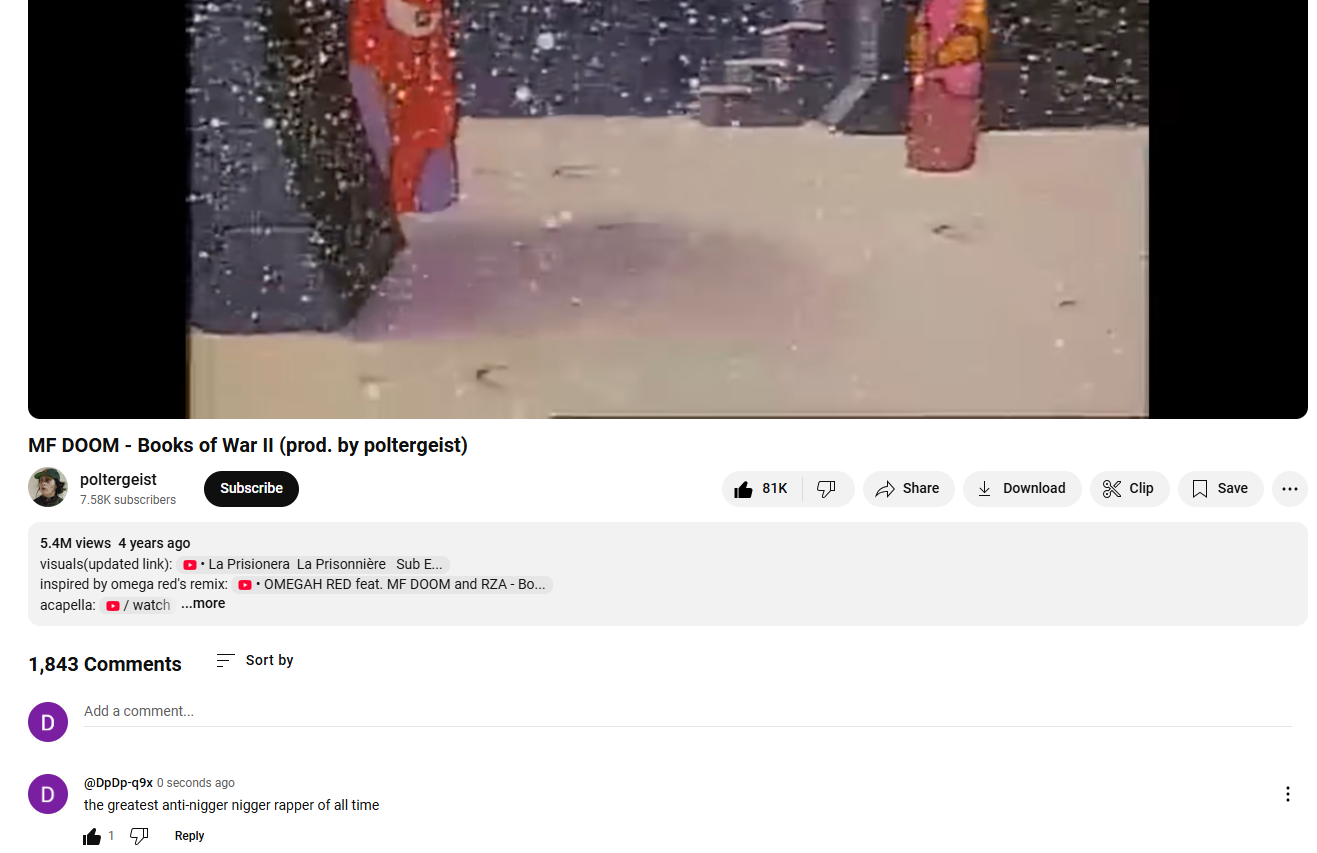 MF DOOM - Books of War II (prod. by poltergeist)
poltergeist
7.58K subscribers
Subscribe
81K
Share
Download
Clip
Save
5.4M views 4 years ago
visuals(updated link): • La Prisionera La Prisonnière Sub E...
inspired by omega red's remix: • OMEGAH RED feat. MF DOOM and RZA - Bo...
acapella: / watch ...more
1,843 Comments
Sort by
D
Add a comment...
D
@DpDp-q9x 0 seconds ago
the greatest anti-nigger nigger rapper of all time
1
Reply